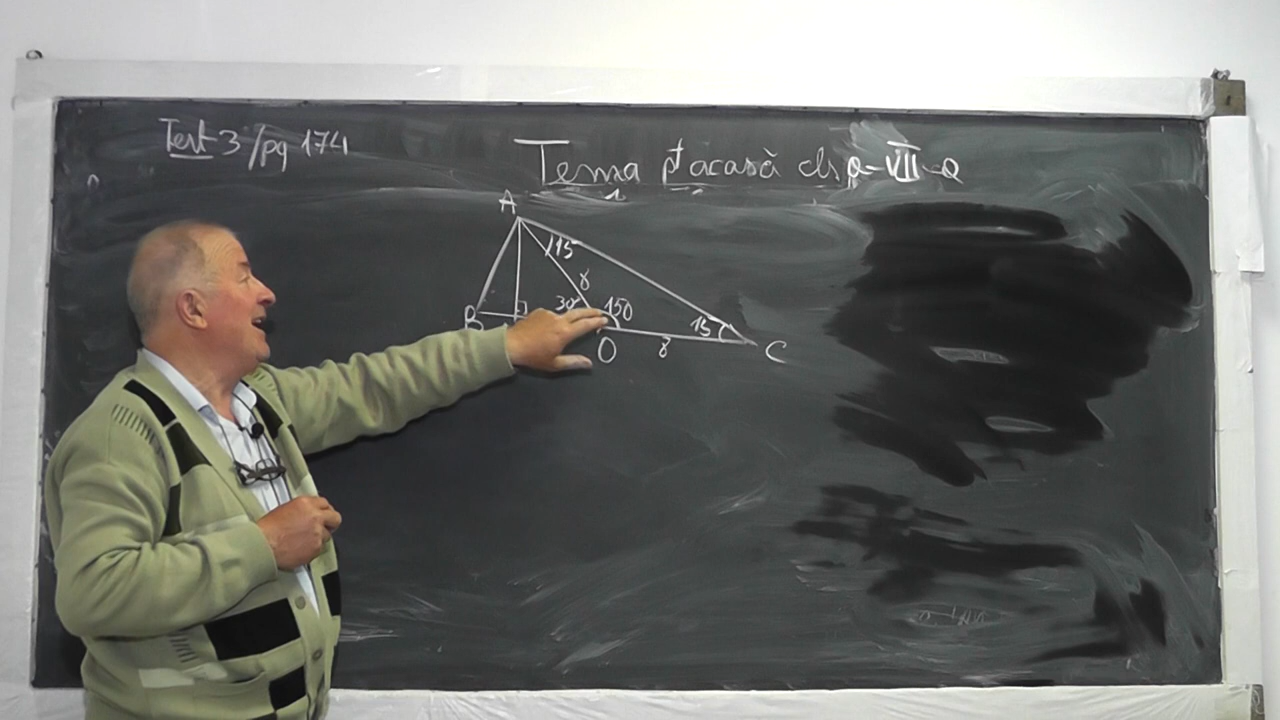 Test 3/pg 174
Tema pt acasă cls a-VII-a
A
15
8
30° 150
B
15
O 8 C